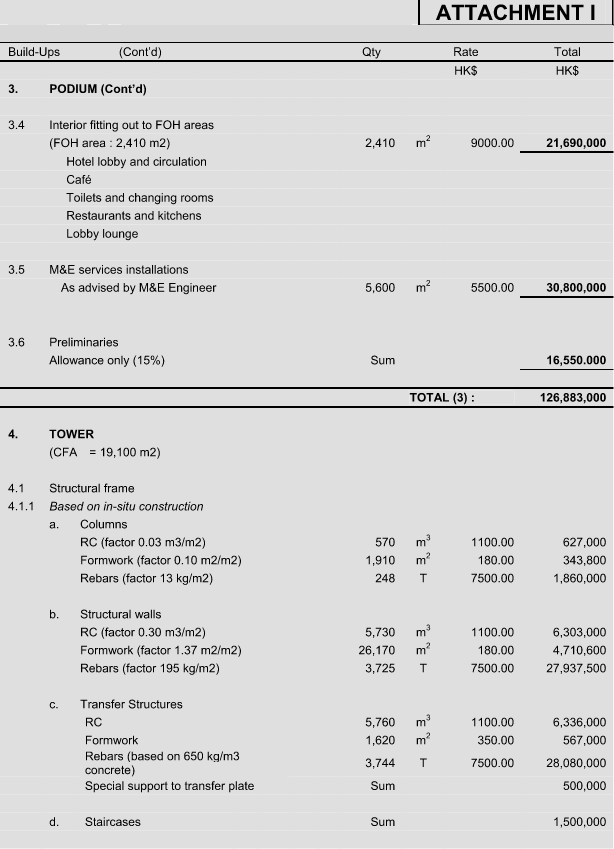 ATTACHMENT I
Build-Ups (Cont'd) Qty Rate Total
HK$ HK$
3. PODIUM (Cont'd)
3.4 Interior fitting out to FOH areas
(FOH area : 2,410 m2) 2,410 m² 9000.00 21,690,000
Hotel lobby and circulation
Café
Toilets and changing rooms
Restaurants and kitchens
Lobby lounge
3.5 M&E services installations
As advised by M&E Engineer 5,600 m² 5500.00 30,800,000
3.6 Preliminaries
Allowance only (15%) Sum 16,550.000
TOTAL (3) : 126,883,000
4. TOWER
(CFA = 19,100 m2)
4.1 Structural frame
4.1.1 Based on in-situ construction
a. Columns
RC (factor 0.03 m3/m2) 570 m³ 1100.00 627,000
Formwork (factor 0.10 m2/m2) 1,910 m² 180.00 343,800
Rebars (factor 13 kg/m2) 248 T 7500.00 1,860,000
b. Structural walls
RC (factor 0.30 m3/m2) 5,730 m³ 1100.00 6,303,000
Formwork (factor 1.37 m2/m2) 26,170 m² 180.00 4,710,600
Rebars (factor 195 kg/m2) 3,725 T 7500.00 27,937,500
c. Transfer Structures
RC 5,760 m³ 1100.00 6,336,000
Formwork 1,620 m² 350.00 567,000
Rebars (based on 650 kg/m3
concrete) 3,744 T 7500.00 28,080,000
Special support to transfer plate Sum 500,000
d. Staircases Sum 1,500,000